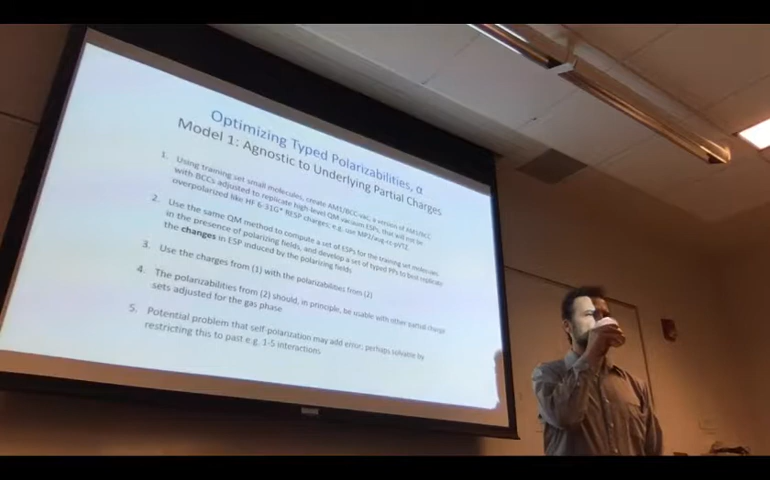 Optimizing Typed Polarizabilities, α
Model 1: Agnostic to Underlying Partial Charges
1. Using training set small molecules, create AM1/BCC-vac, a version of AM1/BCC
with BCCs adjusted to replicate high-level QM vacuum ESPs, that will not be
overpolarized like HF 6-31G* RESP charges; e.g. use MP2/aug-cc-pVTZ
2. Use the same QM method to compute a set of ESPs for the training set molecules
in the presence of polarizing fields, and develop a set of typed PPs to best replicate
the changes in ESP induced by the polarizing fields
3. Use the charges from (1) with the polarizabilities from (2)
4. The polarizabilities from (2) should, in principle, be usable with other partial charge
sets adjusted for the gas phase
5. Potential problem that self-polarization may add error; perhaps solvable by
restricting this to past e.g. 1-5 interactions